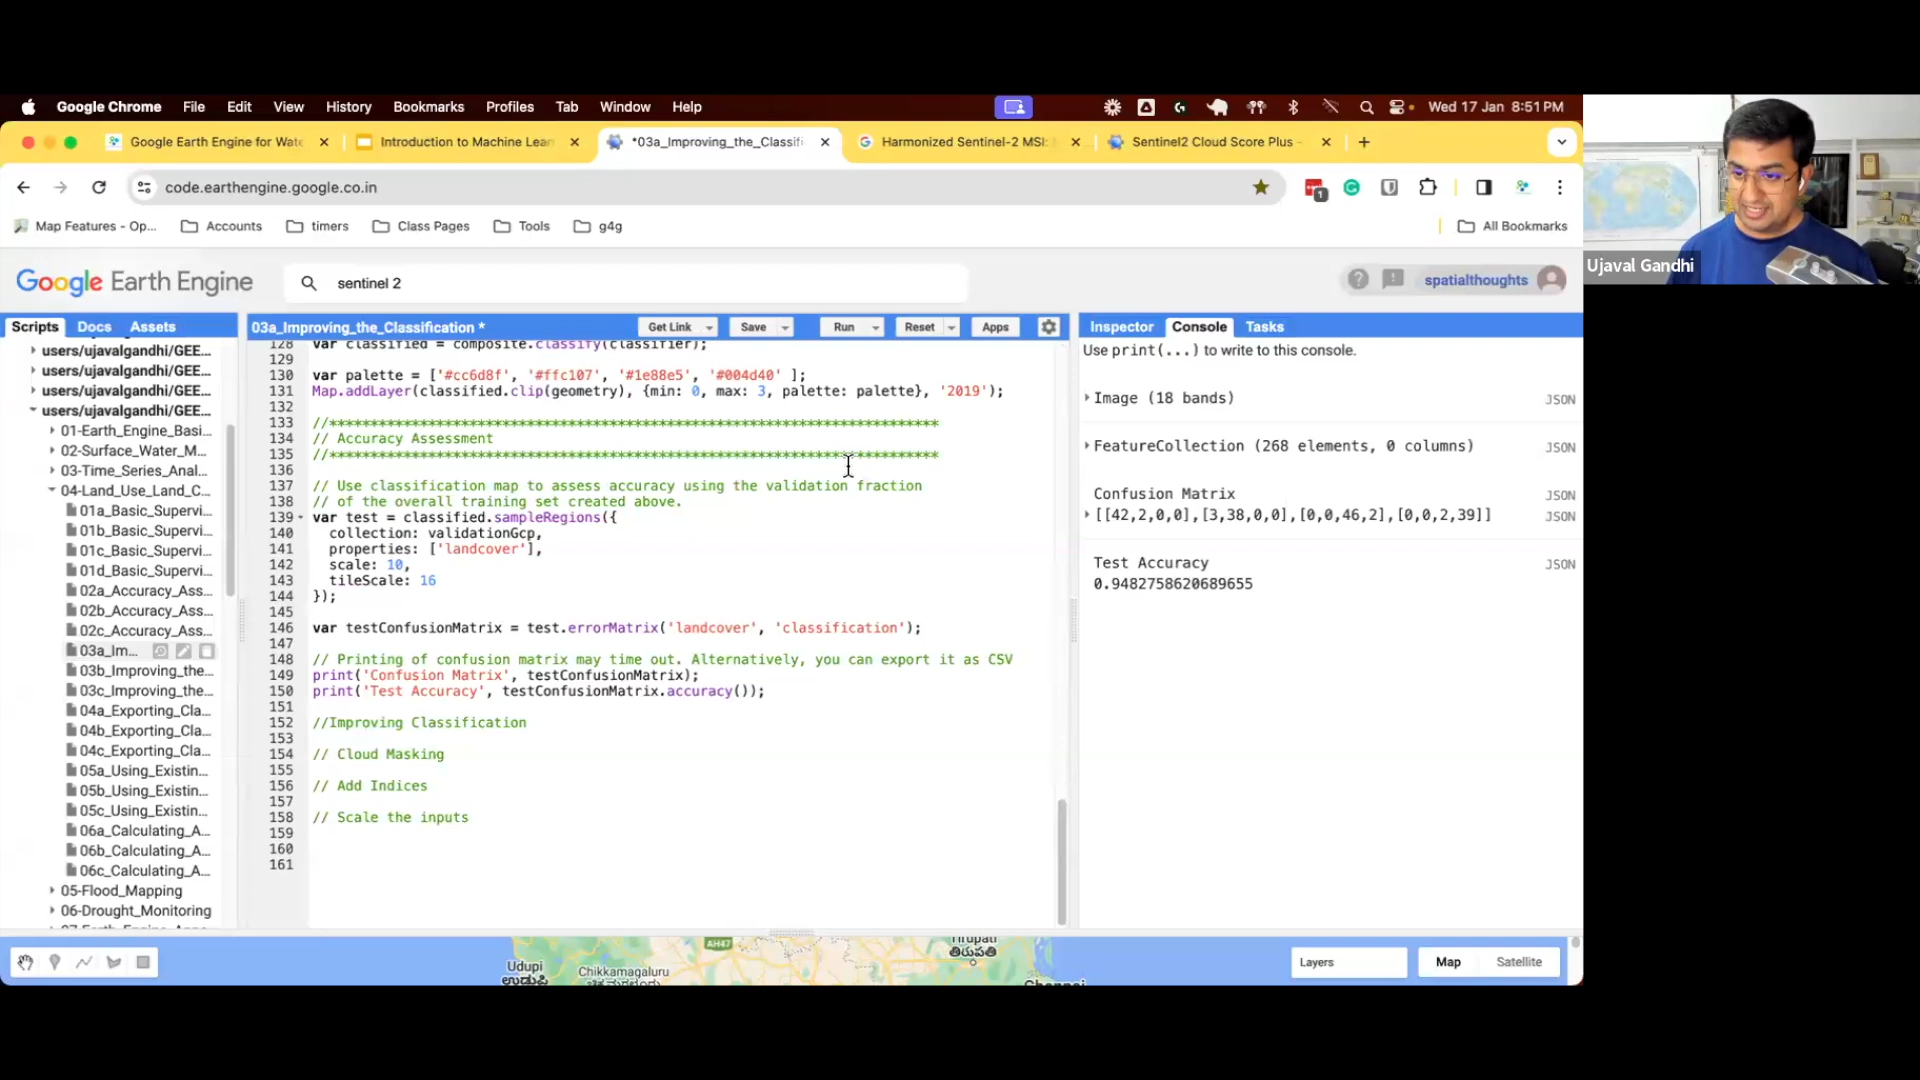 Google Chrome File Edit View History Bookmarks Profiles Tab Window Help Wed 17 Jan 8:51 PM
Google Earth Engine for Wate
Introduction to Machine Lear
*03a_Improving_the_Classifi
Harmonized Sentinel-2 MSI:
Sentinel2 Cloud Score Plus -
code.earthengine.google.co.in
1
Map Features - Op...
Accounts
timers
Class Pages
Tools
g4g
All Bookmarks
Ujaval Gandhi
Google Earth Engine
sentinel 2
spatialthoughts
Scripts Docs Assets
users/ujavalgandhi/GEE...
users/ujavalgandhi/GEE...
users/ujavalgandhi/GEE...
users/ujavalgandhi/GEE...
01-Earth_Engine_Basi...
02-Surface_Water_M...
03-Time_Series_Anal...
04-Land_Use_Land_C...
01a_Basic_Supervi...
01b_Basic_Supervi...
01c_Basic_Supervi...
01d_Basic_Supervi...
02a_Accuracy_Ass...
02b_Accuracy_Ass...
02c_Accuracy_Ass...
03a_Im...
03b_Improving_the...
03c_Improving_the...
04a_Exporting_Cla...
04b_Exporting_Cla...
04c_Exporting_Cla...
05a_Using_Existin...
05b_Using_Existin...
05c_Using_Existin...
06a_Calculating_A...
06b_Calculating_A...
06c_Calculating_A...
05-Flood_Mapping
06-Drought_Monitoring
03a_Improving_the_Classification *
Get Link Save Run Reset Apps
128 var classified = composite.classify(classifier);
129
130 var palette = ['#cc6d8f', '#ffc107', '#1e88e5', '#004d40' ];
131 Map.addLayer(classified.clip(geometry), {min: 0, max: 3, palette: palette}, '2019');
132
133 //**************************************************************************
134 // Accuracy Assessment
135 //**************************************************************************
136
137 // Use classification map to assess accuracy using the validation fraction
138 // of the overall training set created above.
139 var test = classified.sampleRegions({
140 collection: validationGcp,
141 properties: ['landcover'],
142 scale: 10,
143 tileScale: 16
144 });
145
146 var testConfusionMatrix = test.errorMatrix('landcover', 'classification');
147
148 // Printing of confusion matrix may time out. Alternatively, you can export it as CSV
149 print('Confusion Matrix', testConfusionMatrix);
150 print('Test Accuracy', testConfusionMatrix.accuracy());
151
152 //Improving Classification
153
154 // Cloud Masking
155
156 // Add Indices
157
158 // Scale the inputs
159
160
161
Inspector Console Tasks
Use print(...) to write to this console.
Image (18 bands) JSON
FeatureCollection (268 elements, 0 columns) JSON
Confusion Matrix JSON
[[42,2,0,0],[3,38,0,0],[0,0,46,2],[0,0,2,39]] JSON
Test Accuracy JSON
0.9482758620689655
AH47
Udupi
ಉಡುಪಿ
Chikkamagaluru
Tirupati
తిరుపతి
Chennai
Layers
Map Satellite